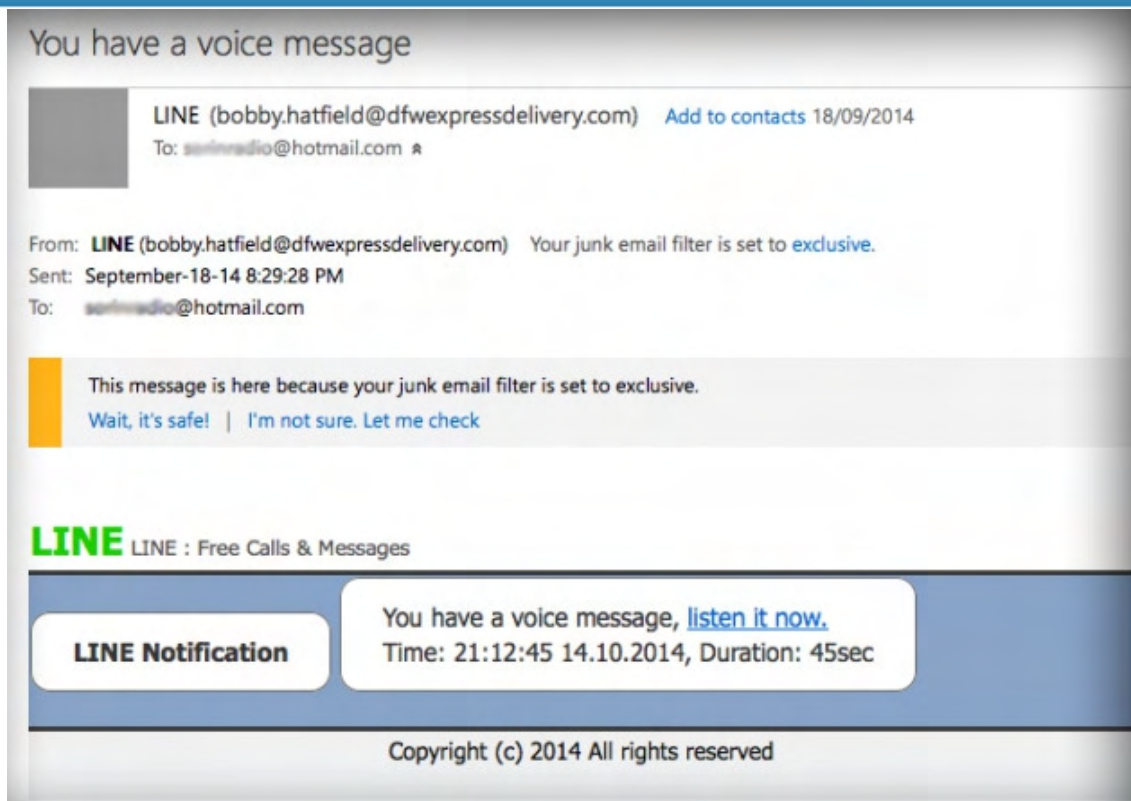 You have a voice message
LINE (bobby.hatfield@dfwexpressdelivery.com) Add to contacts 18/09/2014
To: @hotmail.com
From: LINE (bobby.hatfield@dfwexpressdelivery.com) Your junk email filter is set to exclusive.
Sent: September-18-14 8:29:28 PM
To: @hotmail.com
This message is here because your junk email filter is set to exclusive.
Wait, it's safe! | I'm not sure. Let me check
LINE LINE : Free Calls & Messages
LINE Notification
You have a voice message, listen it now.
Time: 21:12:45 14.10.2014, Duration: 45sec
Copyright (c) 2014 All rights reserved